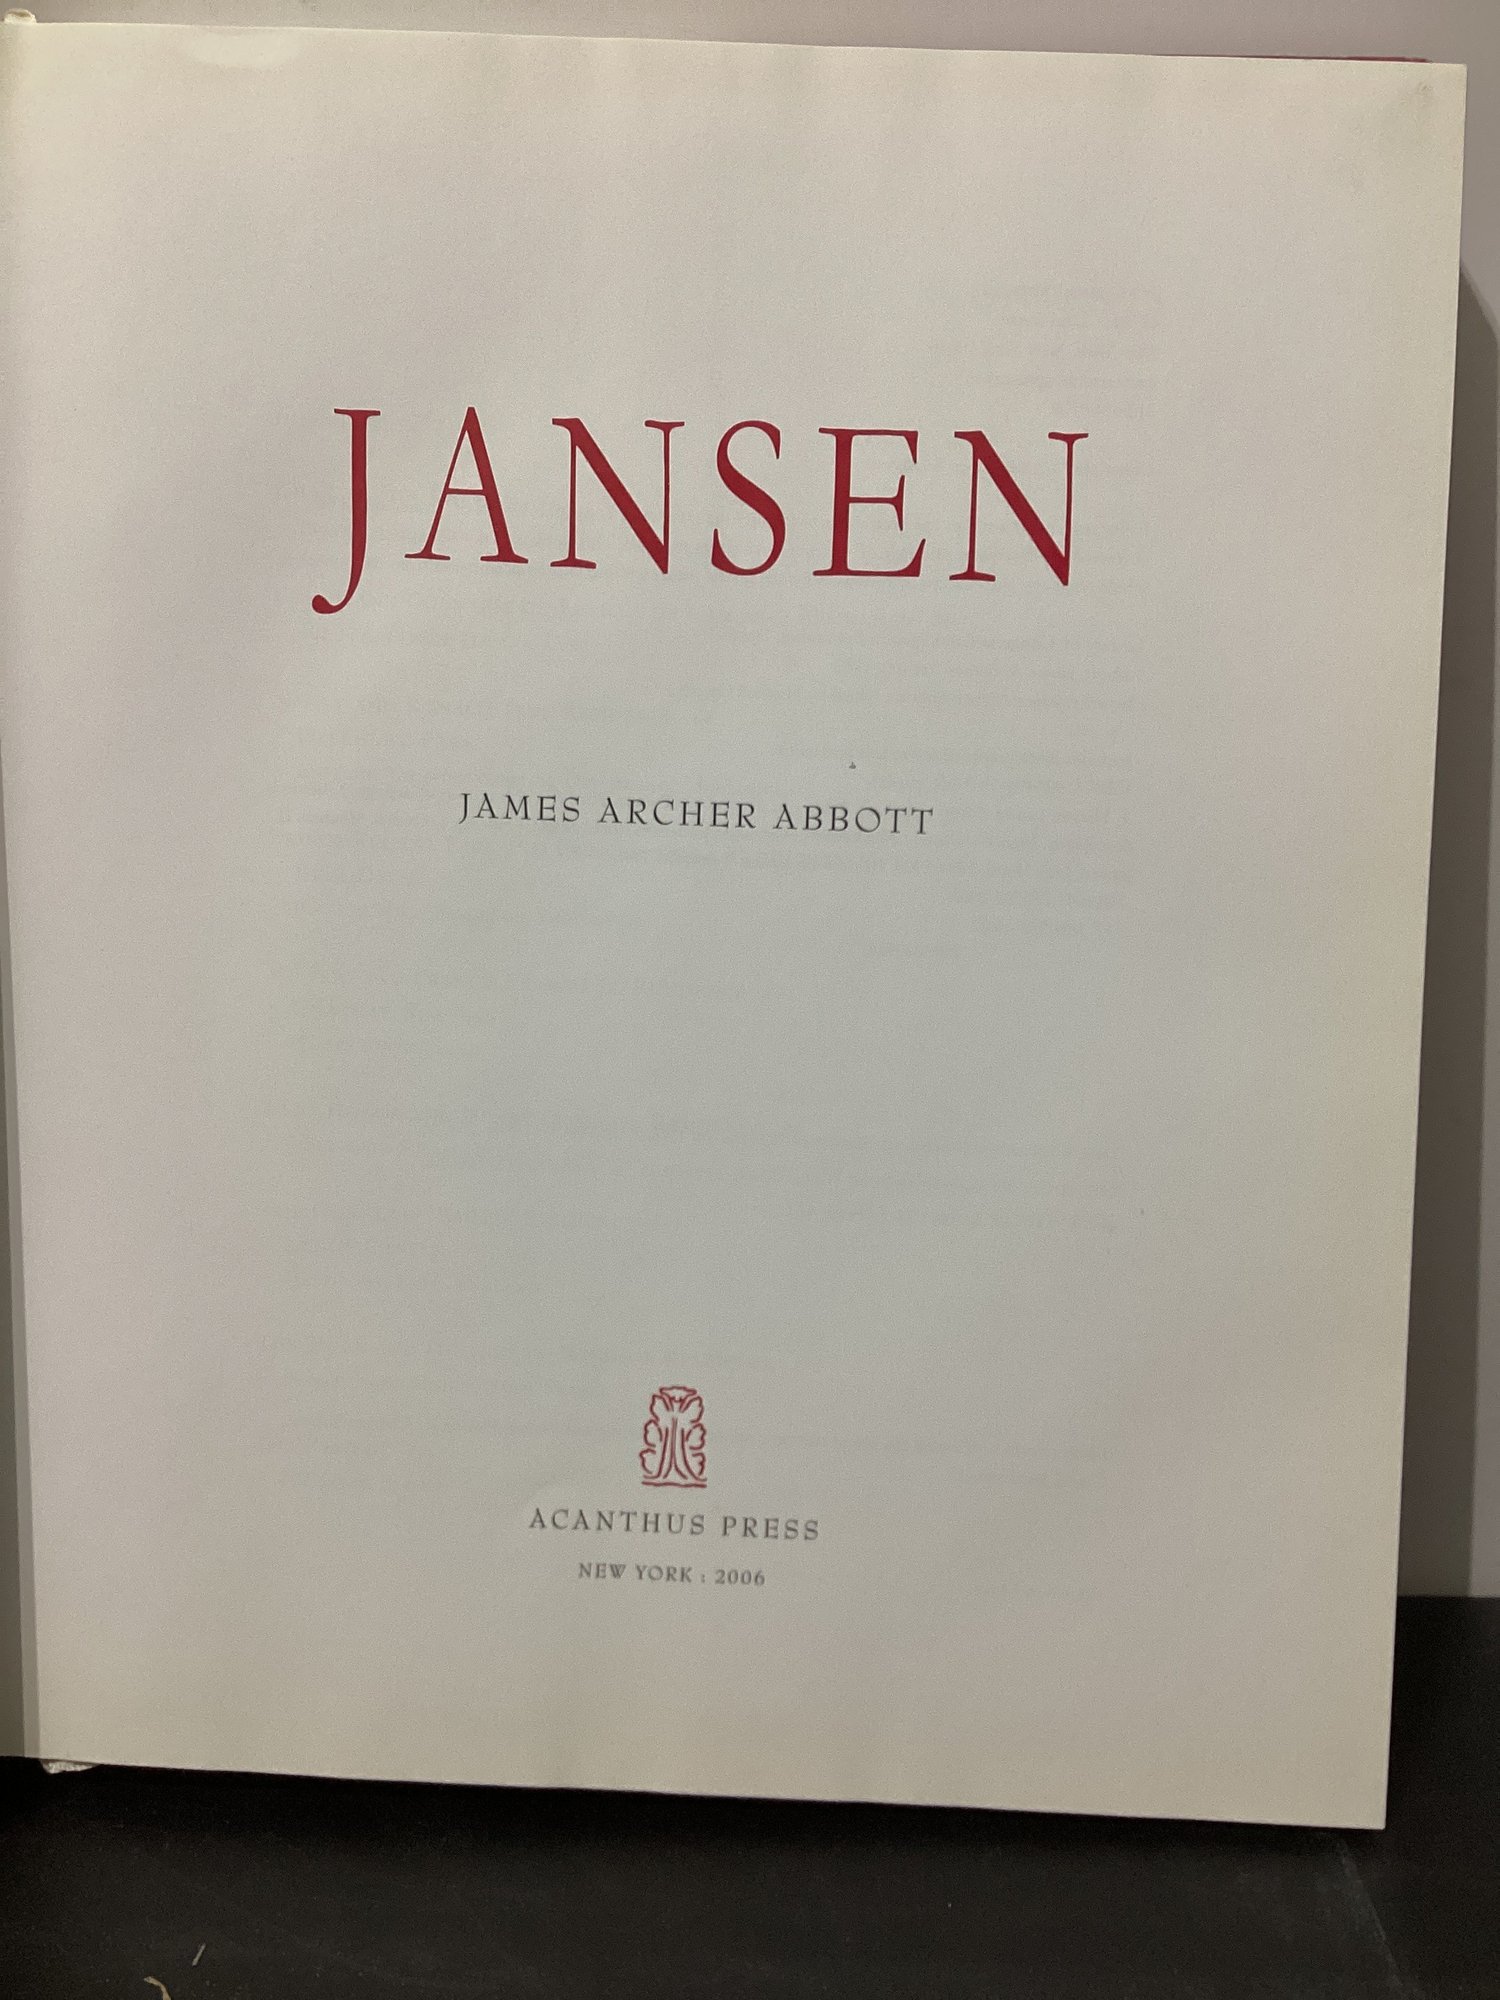 JANSEN
JAMES ARCHER ABBOTT
ACANTHUS PRESS
NEW YORK : 2006